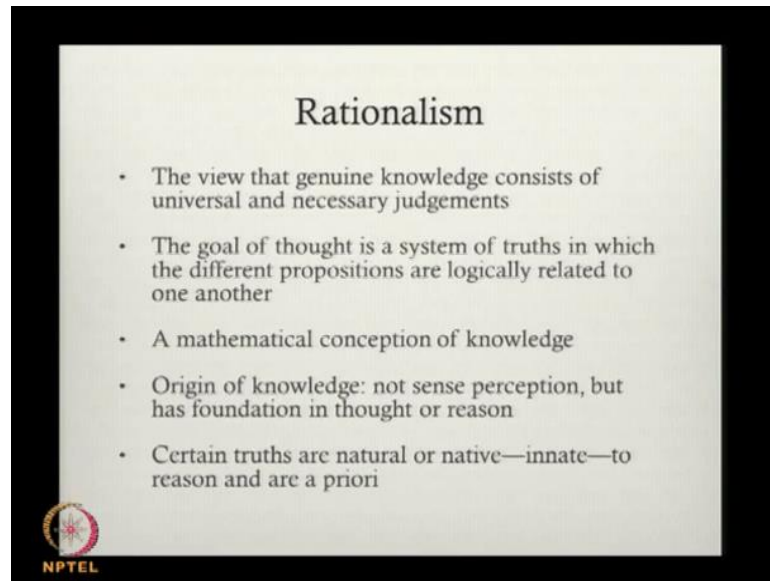 Rationalism
• The view that genuine knowledge consists of
universal and necessary judgements
• The goal of thought is a system of truths in which
the different propositions are logically related to
one another
• A mathematical conception of knowledge
• Origin of knowledge: not sense perception, but
has foundation in thought or reason
• Certain truths are natural or native—innate—to
reason and are a priori
NPTEL